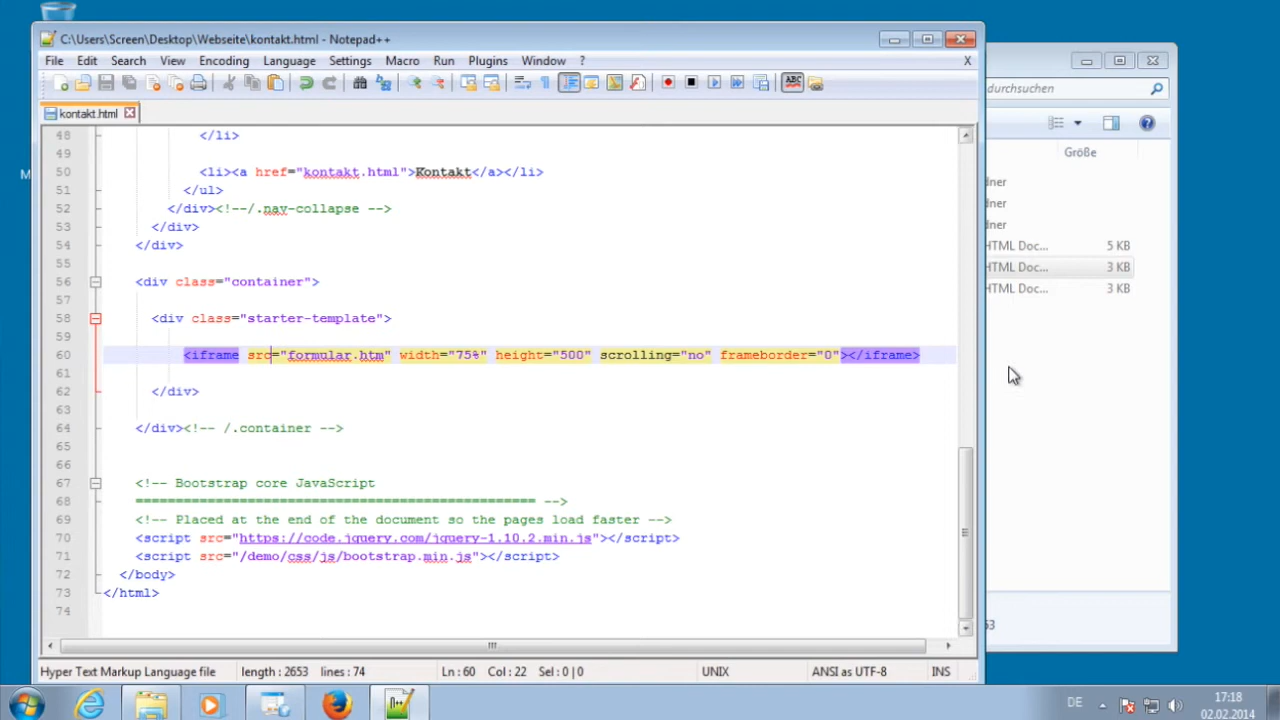 C:\Users\Screen\Desktop\Webseite\kontakt.html - Notepad++
File Edit Search View Encoding Language Settings Macro Run Plugins Window ? X
durchsuchen
ABC
kontakt.html
Größe
48 </li>
49
50 <li><a href="kontakt.html">Kontakt</a></li>
51 </ul>
52 </div><!--/.nav-collapse -->
53 </div>
54 </div>
55
56 <div class="container">
57
58 <div class="starter-template">
59
60 <iframe src="formular.htm" width="75%" height="500" scrolling="no" frameborder="0"></iframe>
61
62 </div>
63
64 </div><!-- /.container -->
65
66
67 <!-- Bootstrap core JavaScript
68 ================================================== -->
69 <!-- Placed at the end of the document so the pages load faster -->
70 <script src="https://code.jquery.com/jquery-1.10.2.min.js"></script>
71 <script src="/demo/css/js/bootstrap.min.js"></script>
72 </body>
73 </html>
74
dner
dner
dner
HTML Doc... 5 KB
HTML Doc... 3 KB
HTML Doc... 3 KB
M
Hyper Text Markup Language file length : 2653 lines : 74 Ln : 60 Col : 22 Sel : 0 | 0 UNIX ANSI as UTF-8 INS
DE
17:18
02.02.2014